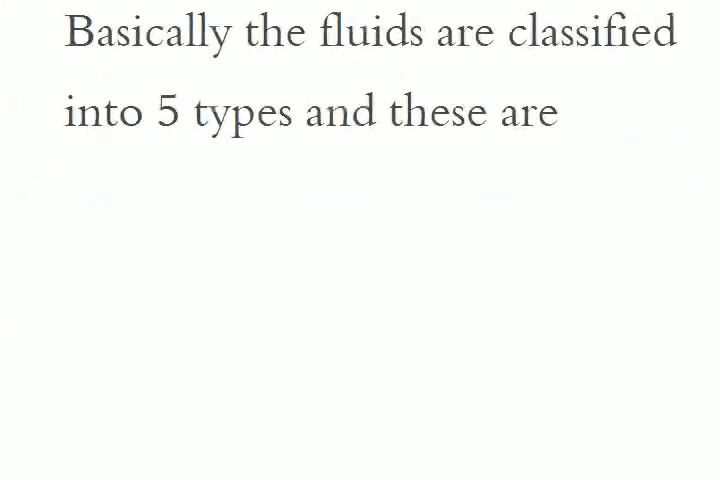 Basically the fluids are classified
into 5 types and these are